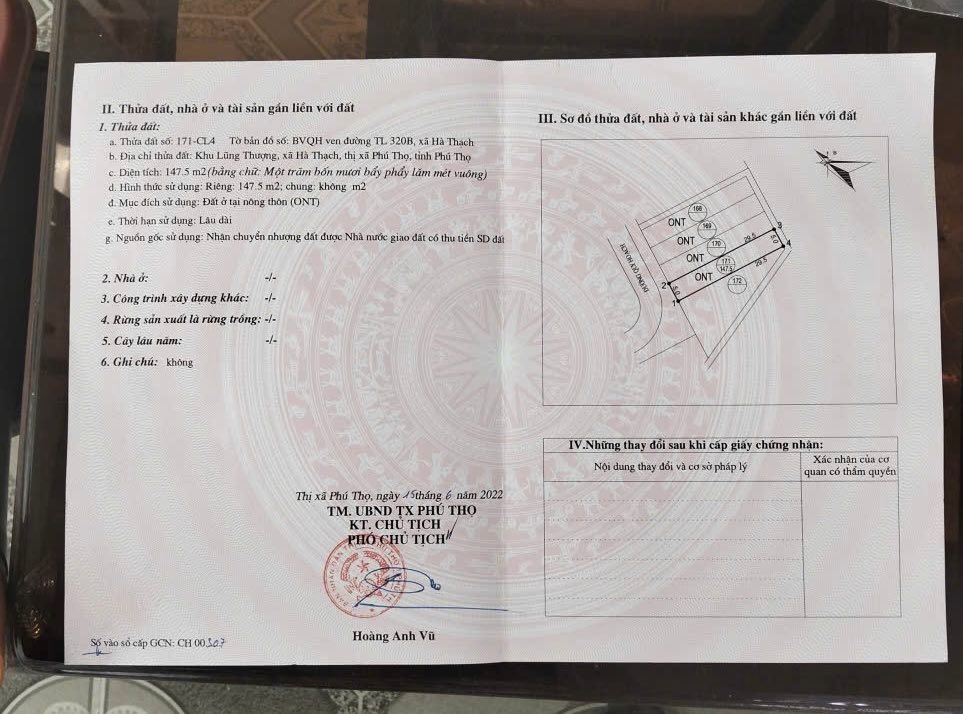 II. Thửa đất, nhà ở và tài sản gắn liền với đất
1. Thửa đất:
a. Thửa đất số: 171-CL4 Tờ bản đồ số: BVQH ven đường TL 320B, xã Hà Thạch
b. Địa chỉ thửa đất: Khu Lũng Thượng, xã Hà Thạch, thị xã Phú Thọ, tỉnh Phú Thọ
c. Diện tích: 147.5 m2 (bằng chữ: Một trăm bốn mươi bẩy phẩy lăm mét vuông)
d. Hình thức sử dụng: Riêng: 147.5 m2; chung: không m2
đ. Mục đích sử dụng: Đất ở tại nông thôn (ONT)
e. Thời hạn sử dụng: Lâu dài
g. Nguồn gốc sử dụng: Nhận chuyển nhượng đất được Nhà nước giao đất có thu tiền SD đất
2. Nhà ở: -/-
3. Công trình xây dựng khác: -/-
4. Rừng sản xuất là rừng trồng: -/-
5. Cây lâu năm: -/-
6. Ghi chú: không
Thị xã Phú Thọ, ngày 15 tháng 6 năm 2022
TM. UBND TX PHÚ THỌ
KT. CHỦ TỊCH
PHÓ CHỦ TỊCH
Hoàng Anh Vũ
Số vào sổ cấp GCN: CH 00307
III. Sơ đồ thửa đất, nhà ở và tài sản khác gắn liền với đất
B
168
ONT
169
ONT
170
ONT
171
147.5
ONT
172
29.5
29.5
5.0
5.0
1
2
3
4
ĐƯỜNG QUY HOẠCH
IV. Những thay đổi sau khi cấp giấy chứng nhận:
Nội dung thay đổi và cơ sở pháp lý
Xác nhận của cơ
quan có thẩm quyền